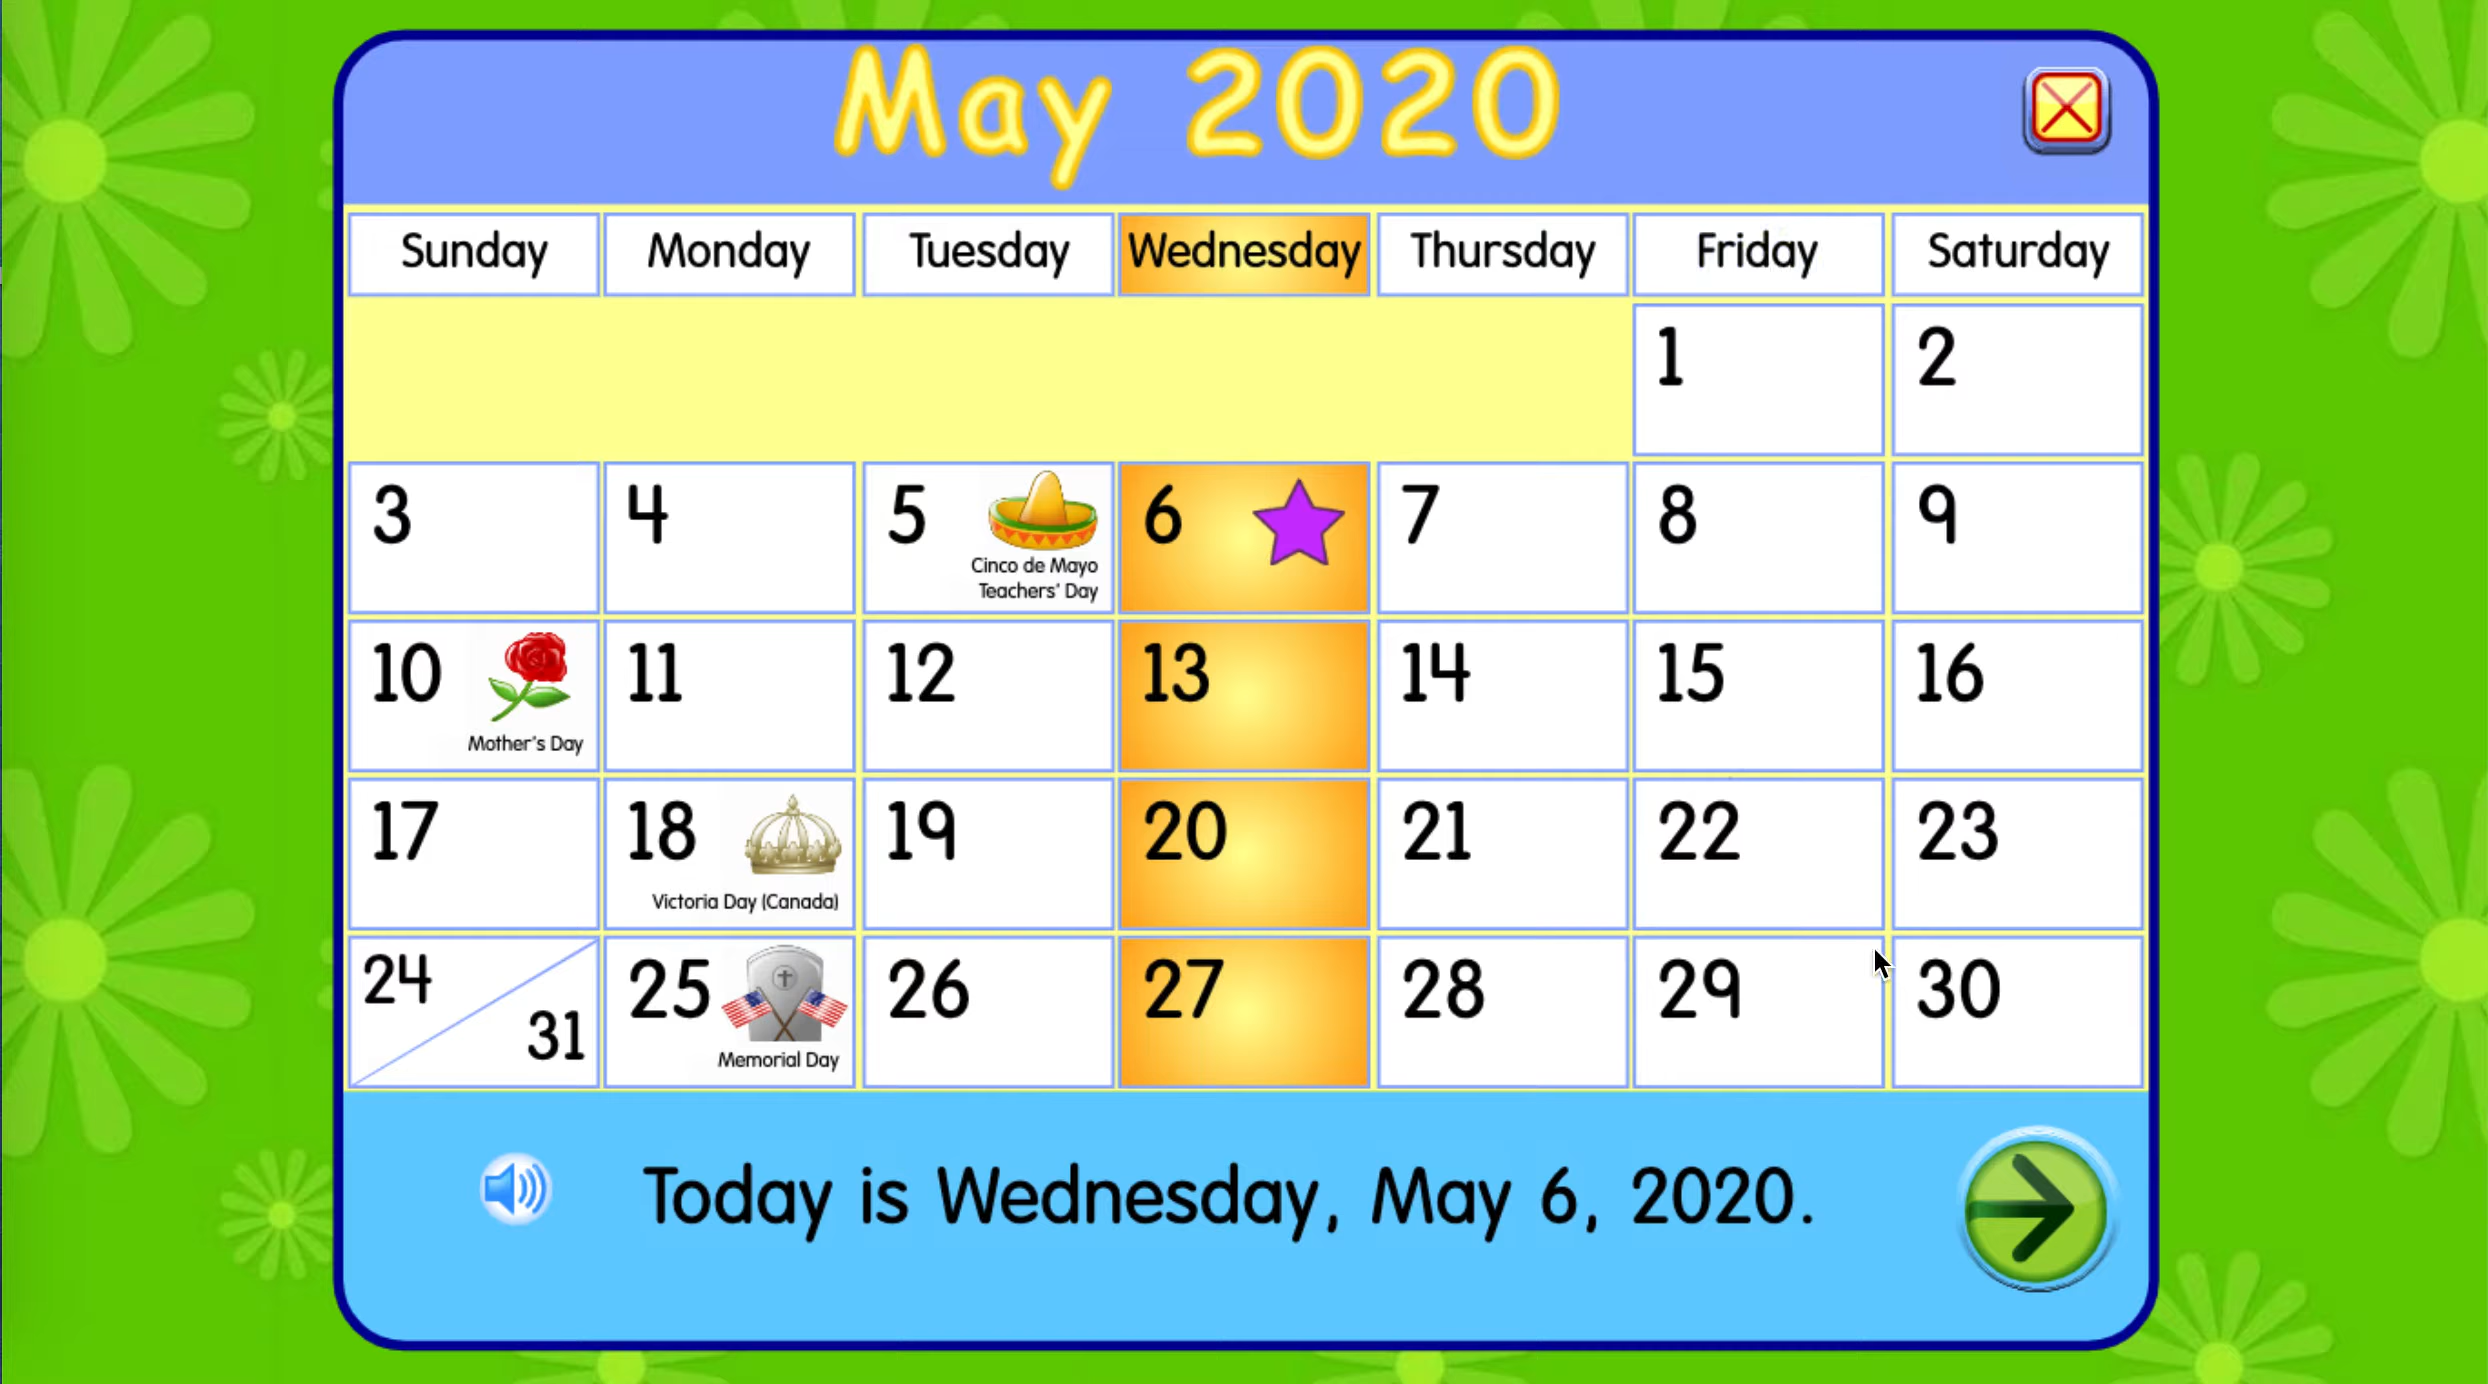 May 2020
Sunday Monday Tuesday Wednesday Thursday Friday Saturday
1 2
3 4 5 6 7 8 9
Cinco de Mayo
Teachers' Day
10 11 12 13 14 15 16
Mother's Day
17 18 19 20 21 22 23
Victoria Day (Canada)
24 31 25 26 27 28 29 30
Memorial Day
Today is Wednesday, May 6, 2020.